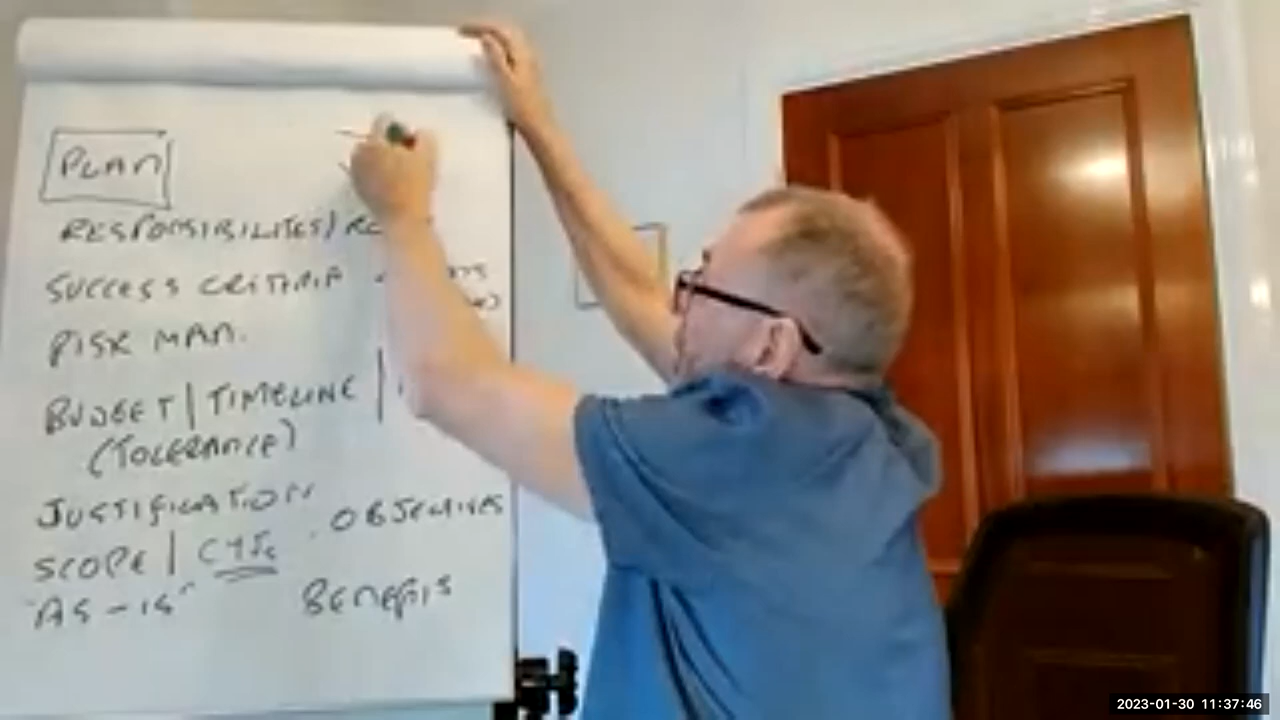 PLAN
RESPONSIBILITES/
SUCCESS CRITERIA
RISK MAN.
BUDGET | TIMELINE |
(TOLERANCE)
JUSTIFICATION
· OBJECTIVES
SCOPE |
"AS-IS"
BENEFITS
2023-01-30 11:37:46